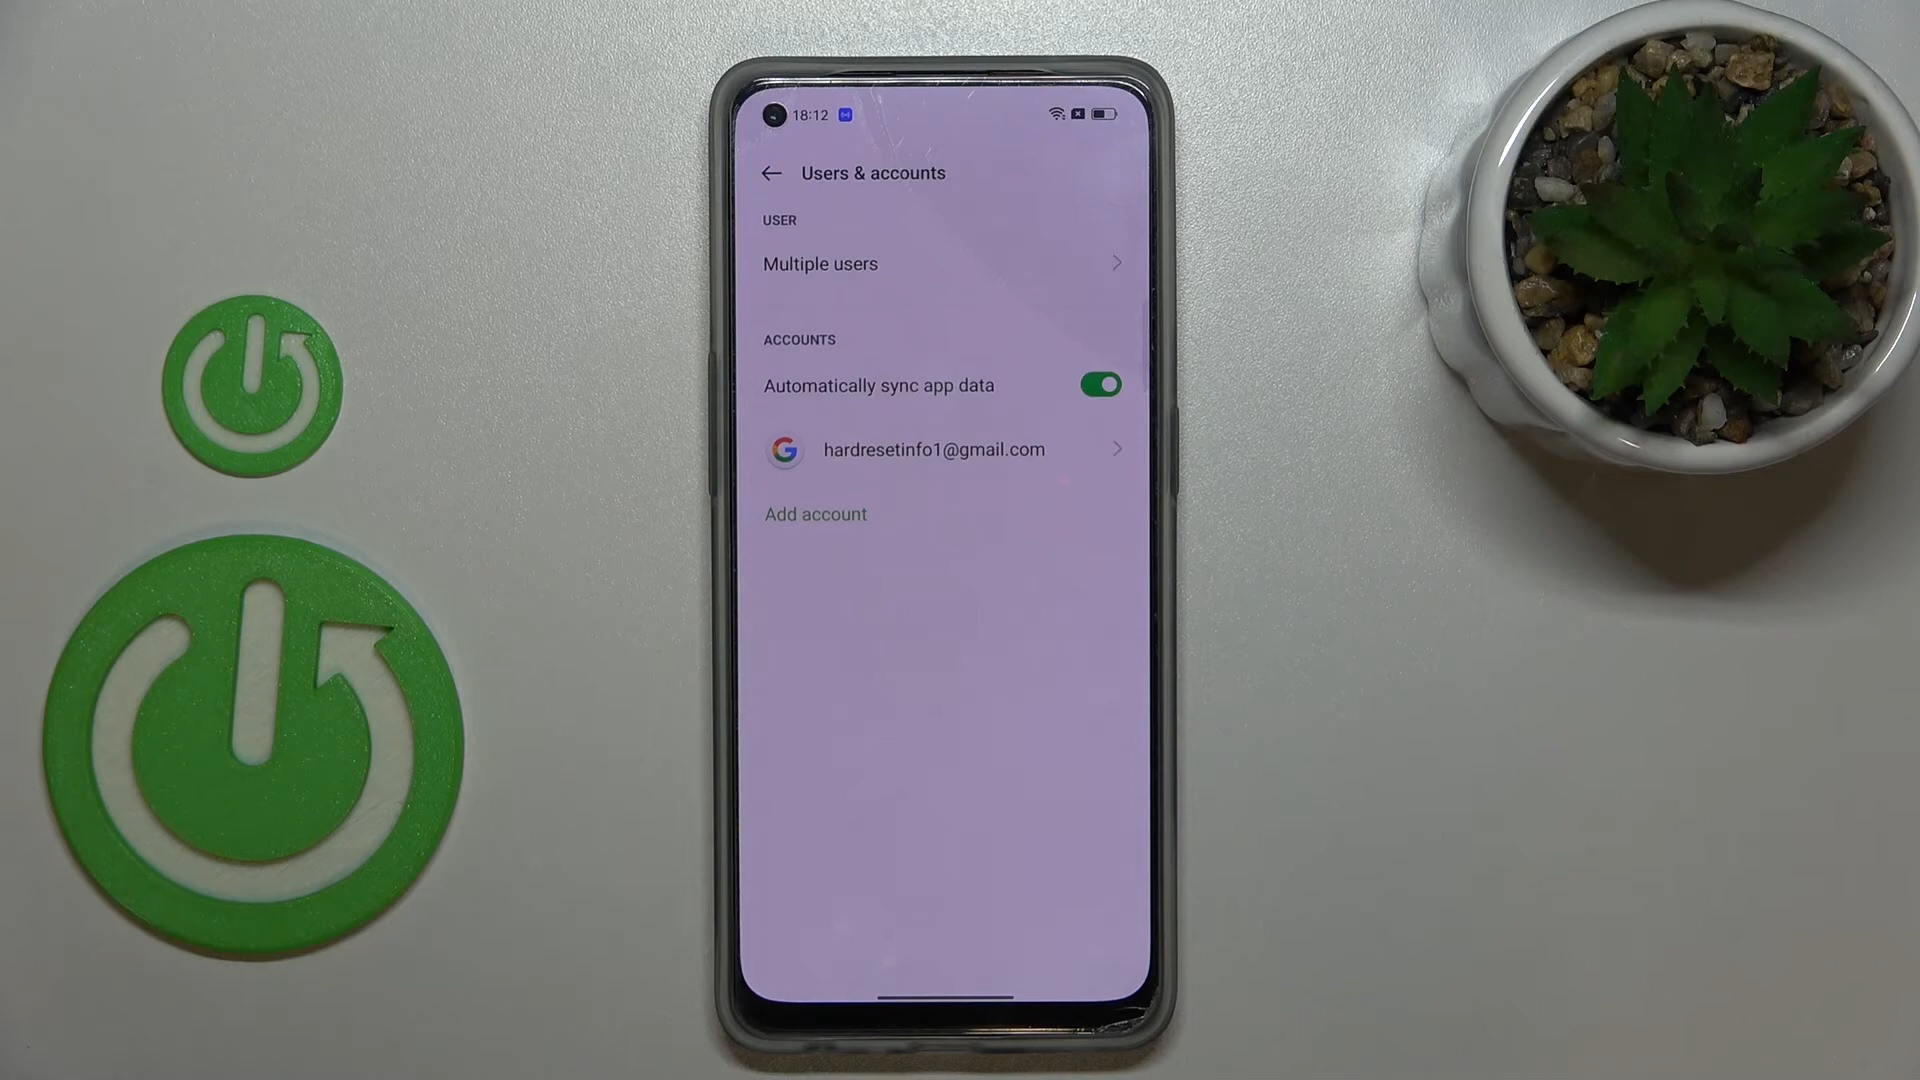 18:12
Users & accounts
USER
Multiple users
ACCOUNTS
Automatically sync app data
hardresetinfo1@gmail.com
Add account